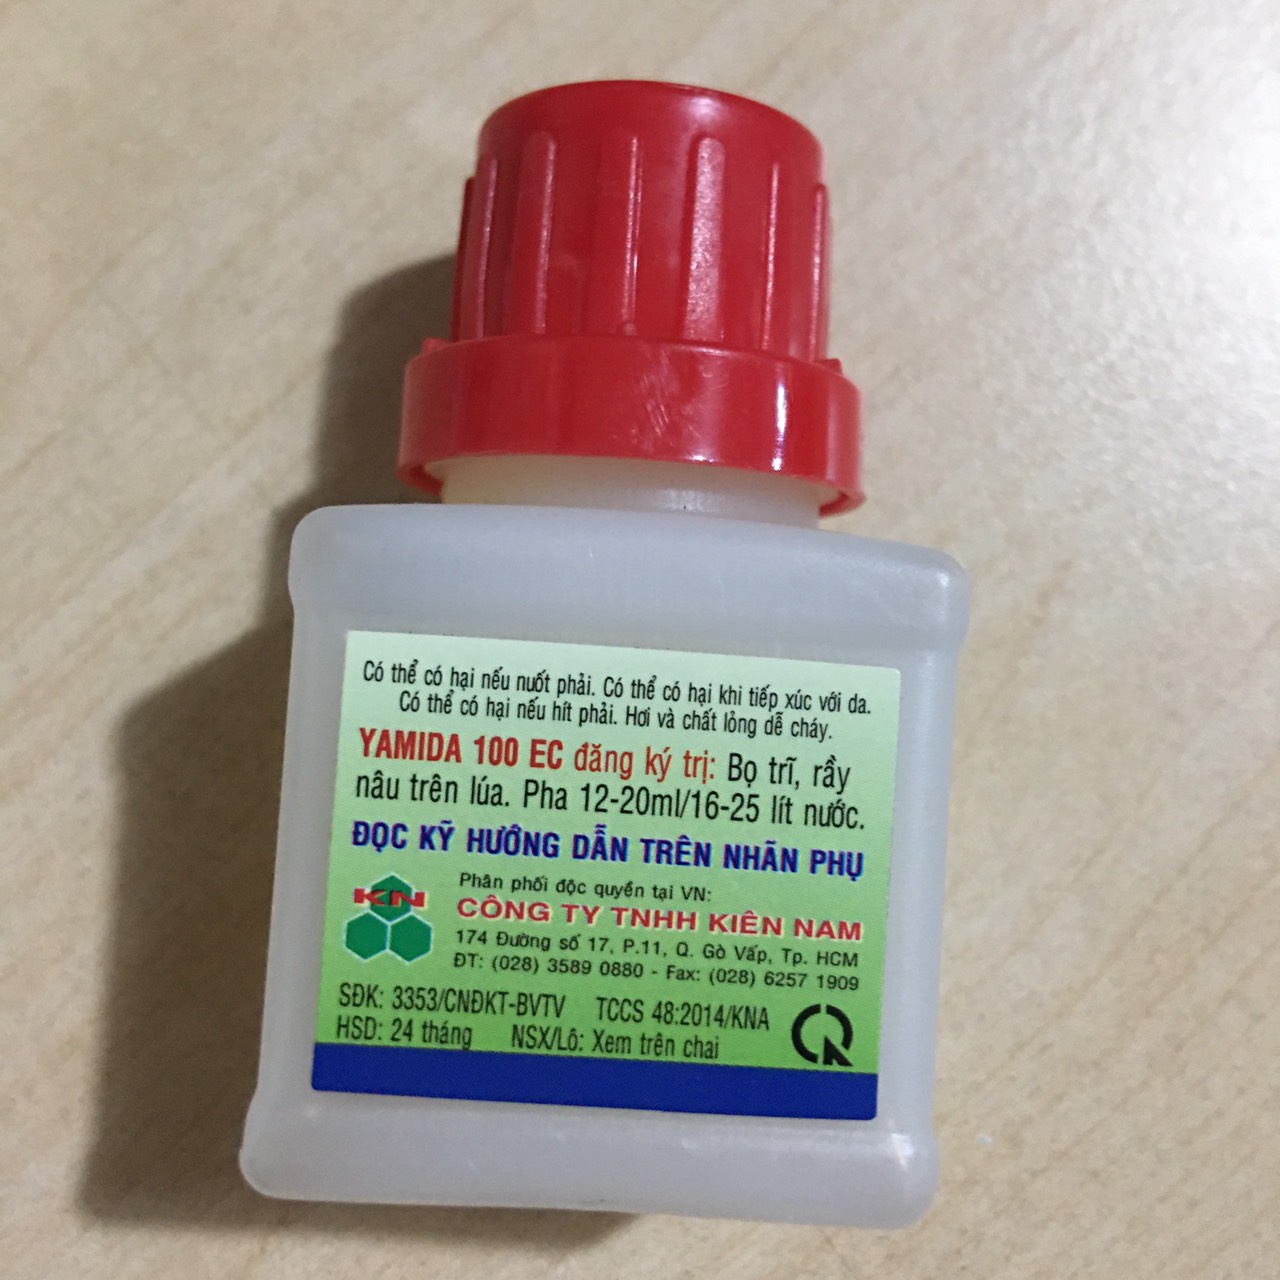 Có thể có hại nếu nuốt phải. Có thể có hại khi tiếp xúc với da.
Có thể có hại nếu hít phải. Hơi và chất lỏng dễ cháy.
YAMIDA 100 EC đăng ký trị: Bọ trĩ, rầy
nâu trên lúa. Pha 12-20ml/16-25 lít nước.
ĐỌC KỸ HƯỚNG DẪN TRÊN NHÃN PHỤ
Phân phối độc quyền tại VN:
KN
CÔNG TY TNHH KIÊN NAM
174 Đường số 17, P.11, Q. Gò Vấp, Tp. HCM
ĐT: (028) 3589 0880 - Fax: (028) 6257 1909
SĐK: 3353/CNĐKT-BVTV TCCS 48:2014/KNA
HSD: 24 tháng NSX/Lô: Xem trên chai